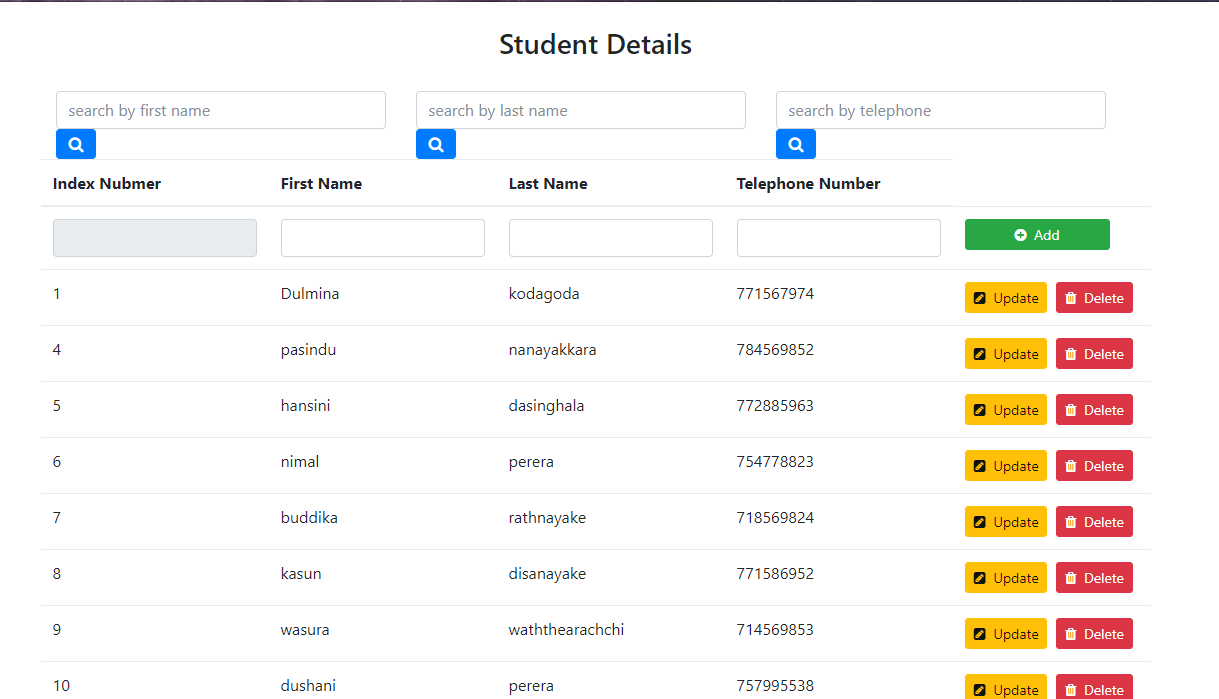 Student Details
search by first name search by last name search by telephone
Index Nubmer First Name Last Name Telephone Number
Add
1 Dulmina kodagoda 771567974 Update Delete
4 pasindu nanayakkara 784569852 Update Delete
5 hansini dasinghala 772885963 Update Delete
6 nimal perera 754778823 Update Delete
7 buddika rathnayake 718569824 Update Delete
8 kasun disanayake 771586952 Update Delete
9 wasura waththearachchi 714569853 Update Delete
10 dushani perera 757995538 Update Delete